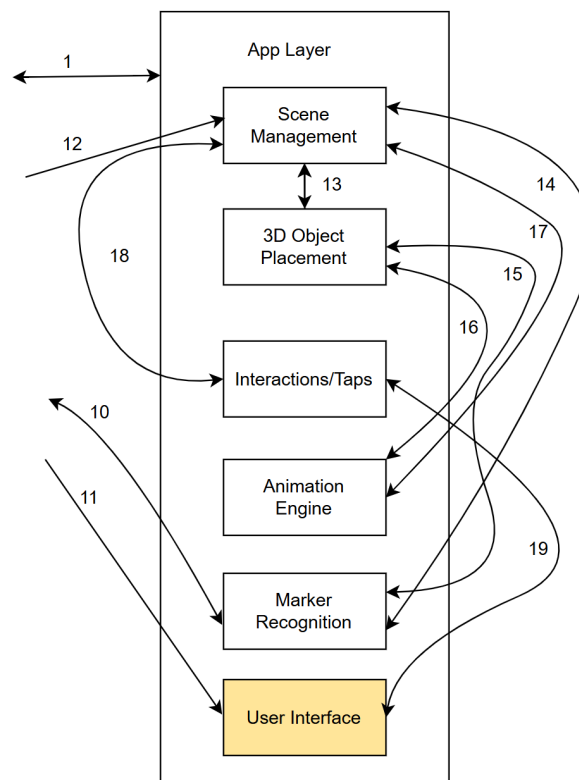 App Layer
1
Scene
Management
12
14
13
17
3D Object
Placement
18
15
16
Interactions/Taps
10
Animation
Engine
11
19
Marker
Recognition
User Interface